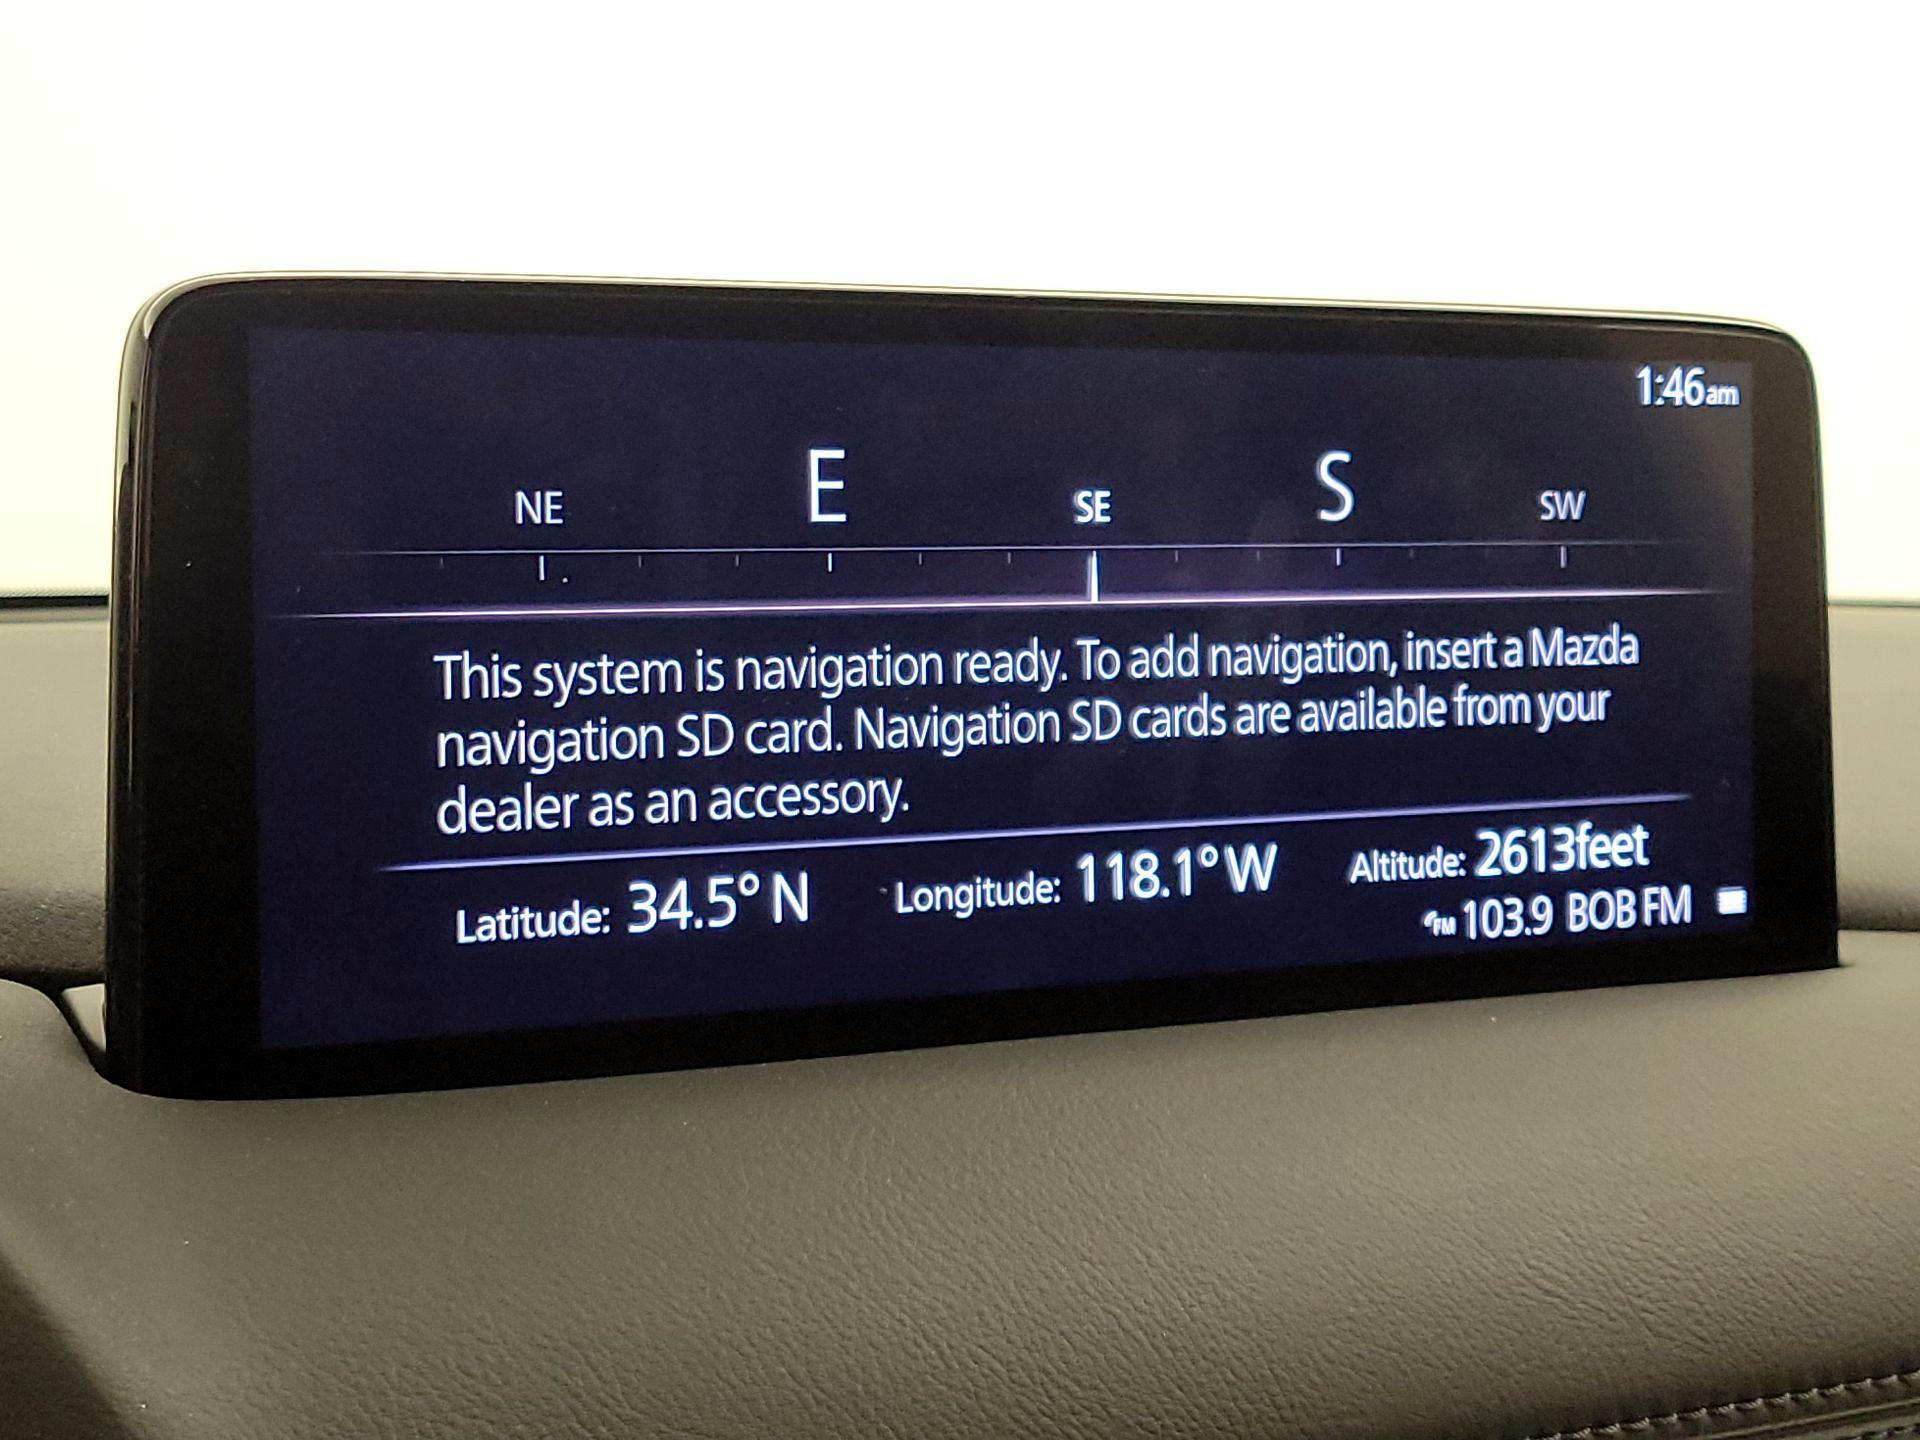 1:46am
NE E SE S SW
This system is navigation ready. To add navigation, insert a Mazda
navigation SD card. Navigation SD cards are available from your
dealer as an accessory.
Latitude: 34.5° N Longitude: 118.1° W Altitude: 2613feet
FM 103.9 BOB FM